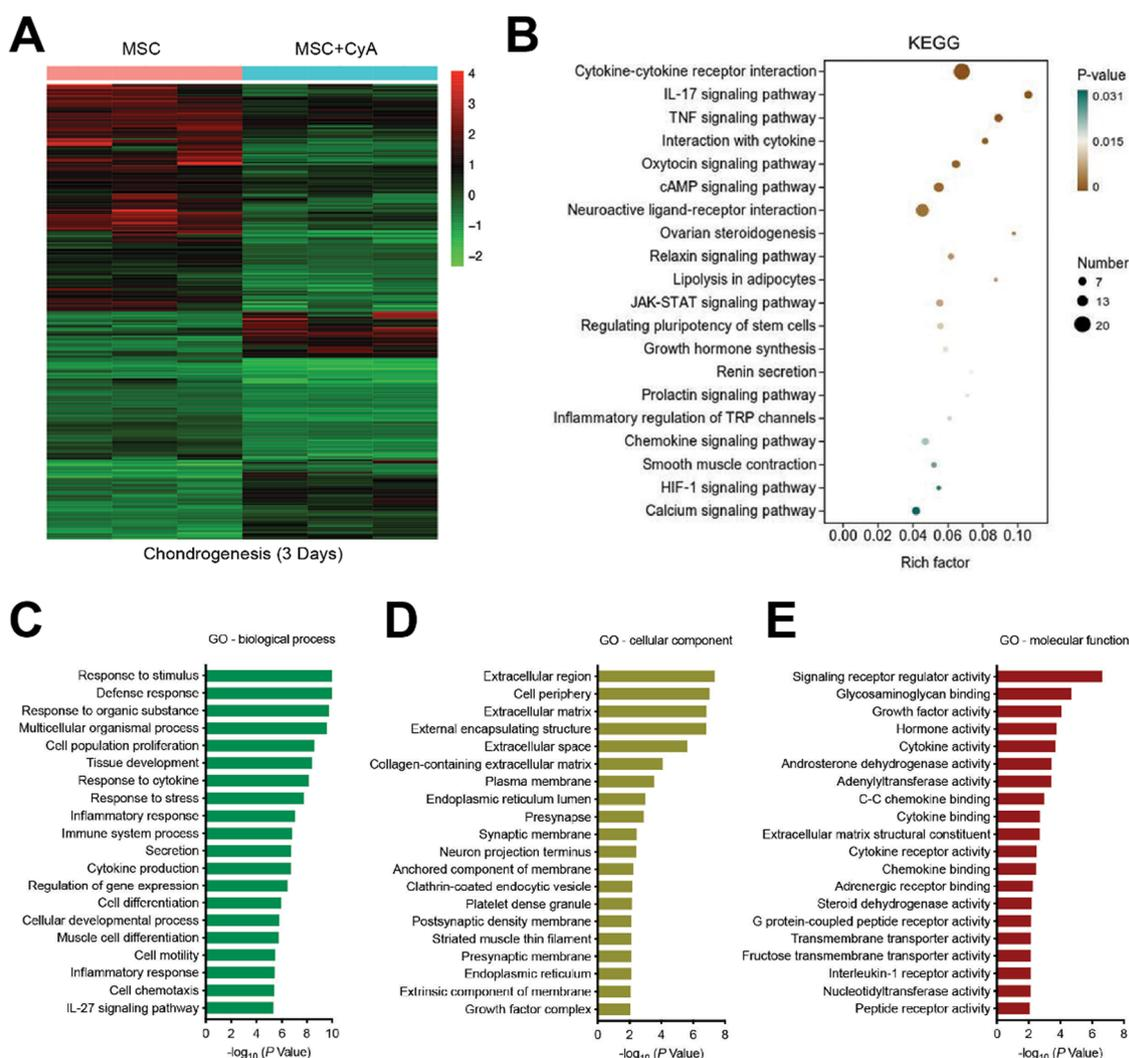 A
MSC
MSC+CyA
4
3
2
1
0
−1
−2
Chondrogenesis (3 Days)
B
KEGG
Cytokine-cytokine receptor interaction
IL-17 signaling pathway
TNF signaling pathway
Interaction with cytokine
Oxytocin signaling pathway
cAMP signaling pathway
Neuroactive ligand-receptor interaction
Ovarian steroidogenesis
Relaxin signaling pathway
Lipolysis in adipocytes
JAK-STAT signaling pathway
Regulating pluripotency of stem cells
Growth hormone synthesis
Renin secretion
Prolactin signaling pathway
Inflammatory regulation of TRP channels
Chemokine signaling pathway
Smooth muscle contraction
HIF-1 signaling pathway
Calcium signaling pathway
0.00 0.02 0.04 0.06 0.08 0.10
Rich factor
P-value
0.031
0.015
0
Number
7
13
20
C
GO - biological process
Response to stimulus
Defense response
Response to organic substance
Multicellular organismal process
Cell population proliferation
Tissue development
Response to cytokine
Response to stress
Inflammatory response
Immune system process
Secretion
Cytokine production
Regulation of gene expression
Cell differentiation
Cellular developmental process
Muscle cell differentiation
Cell motility
Inflammatory response
Cell chemotaxis
IL-27 signaling pathway
0 2 4 6 8 10
-log10 (P Value)
D
GO - cellular component
Extracellular region
Cell periphery
Extracellular matrix
External encapsulating structure
Extracellular space
Collagen-containing extracellular matrix
Plasma membrane
Endoplasmic reticulum lumen
Presynapse
Synaptic membrane
Neuron projection terminus
Anchored component of membrane
Clathrin-coated endocytic vesicle
Platelet dense granule
Postsynaptic density membrane
Striated muscle thin filament
Presynaptic membrane
Endoplasmic reticulum
Extrinsic component of membrane
Growth factor complex
0 2 4 6 8
-log10 (P Value)
E
GO - molecular function
Signaling receptor regulator activity
Glycosaminoglycan binding
Growth factor activity
Hormone activity
Cytokine activity
Androsterone dehydrogenase activity
Adenylyltransferase activity
C-C chemokine binding
Cytokine binding
Extracellular matrix structural constituent
Cytokine receptor activity
Chemokine binding
Adrenergic receptor binding
Steroid dehydrogenase activity
G protein-coupled peptide receptor activity
Transmembrane transporter activity
Fructose transmembrane transporter activity
Interleukin-1 receptor activity
Nucleotidyltransferase activity
Peptide receptor activity
0 2 4 6 8
-log10 (P Value)